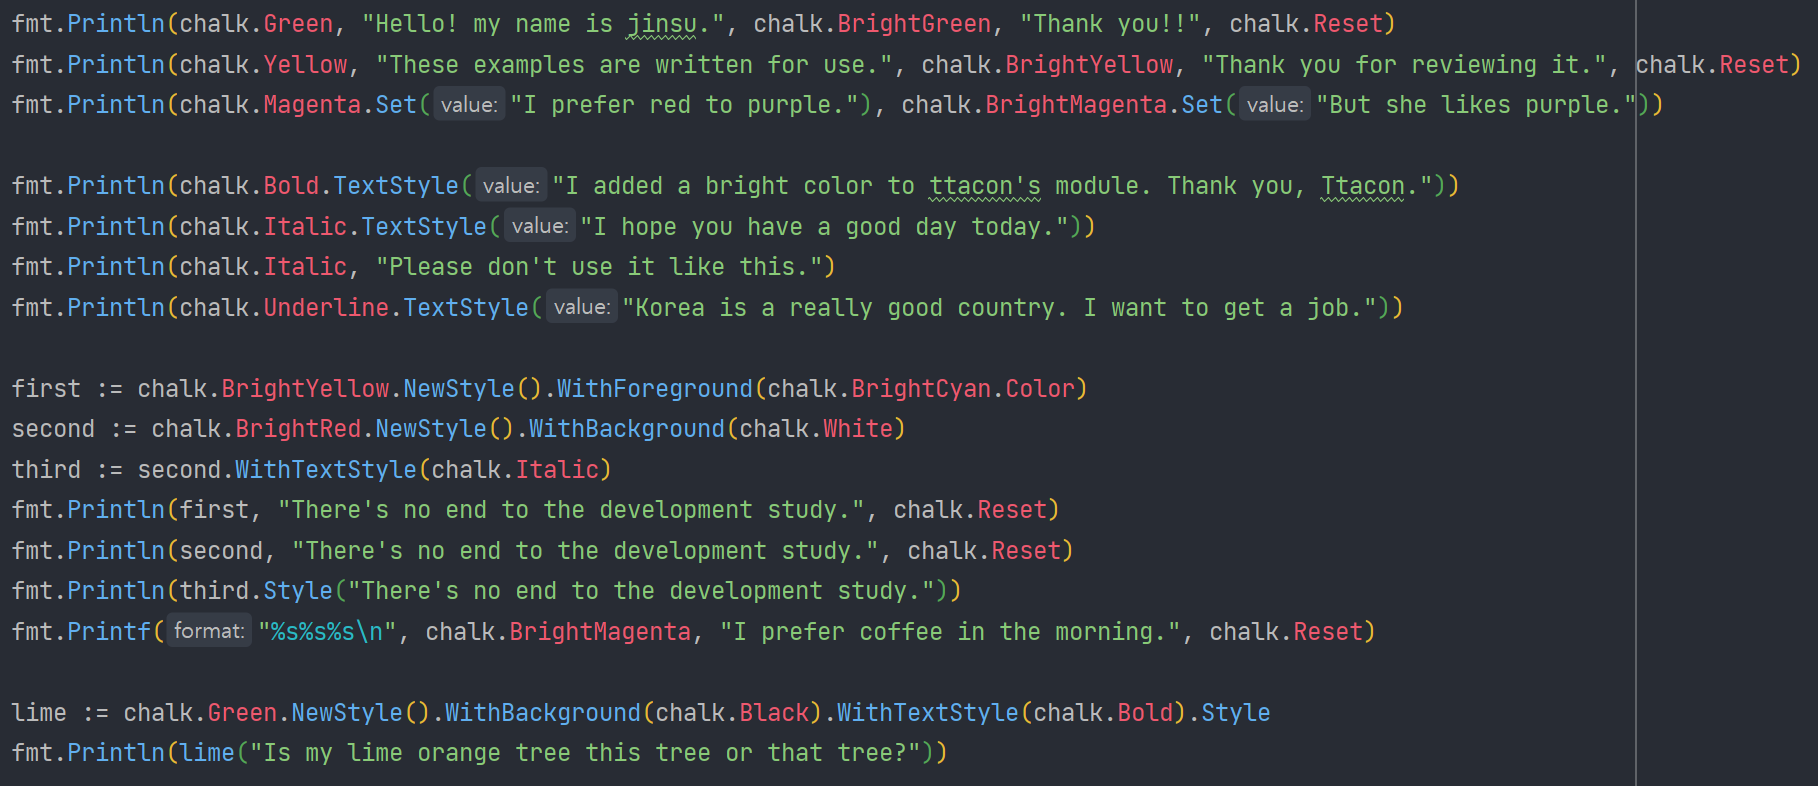 fmt.Println(chalk.Green, "Hello! my name is jinsu.", chalk.BrightGreen, "Thank you!!", chalk.Reset)
fmt.Println(chalk.Yellow, "These examples are written for use.", chalk.BrightYellow, "Thank you for reviewing it.", chalk.Reset)
fmt.Println(chalk.Magenta.Set( value: "I prefer red to purple."), chalk.BrightMagenta.Set( value: "But she likes purple."))
fmt.Println(chalk.Bold.TextStyle( value: "I added a bright color to ttacon's module. Thank you, Ttacon."))
fmt.Println(chalk.Italic.TextStyle( value: "I hope you have a good day today."))
fmt.Println(chalk.Italic, "Please don't use it like this.")
fmt.Println(chalk.Underline.TextStyle( value: "Korea is a really good country. I want to get a job."))
first := chalk.BrightYellow.NewStyle().WithForeground(chalk.BrightCyan.Color)
second := chalk.BrightRed.NewStyle().WithBackground(chalk.White)
third := second.WithTextStyle(chalk.Italic)
fmt.Println(first, "There's no end to the development study.", chalk.Reset)
fmt.Println(second, "There's no end to the development study.", chalk.Reset)
fmt.Println(third.Style("There's no end to the development study."))
fmt.Printf( format: "%s%s%s\n", chalk.BrightMagenta, "I prefer coffee in the morning.", chalk.Reset)
lime := chalk.Green.NewStyle().WithBackground(chalk.Black).WithTextStyle(chalk.Bold).Style
fmt.Println(lime("Is my lime orange tree this tree or that tree?"))